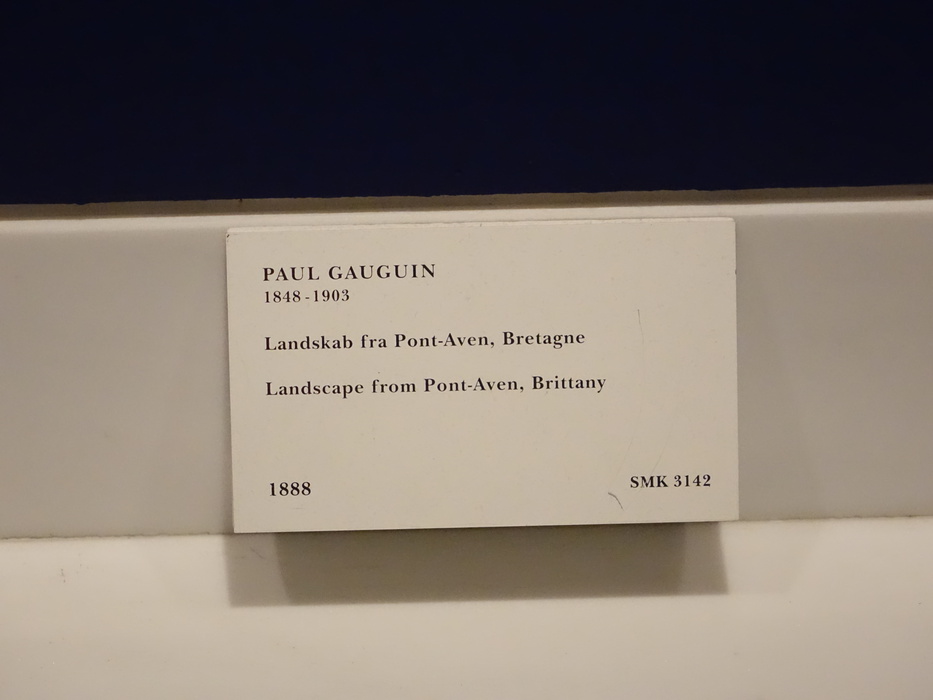 PAUL GAUGUIN
1848-1903
Landskab fra Pont-Aven, Bretagne
Landscape from Pont-Aven, Brittany
1888
SMK 3142